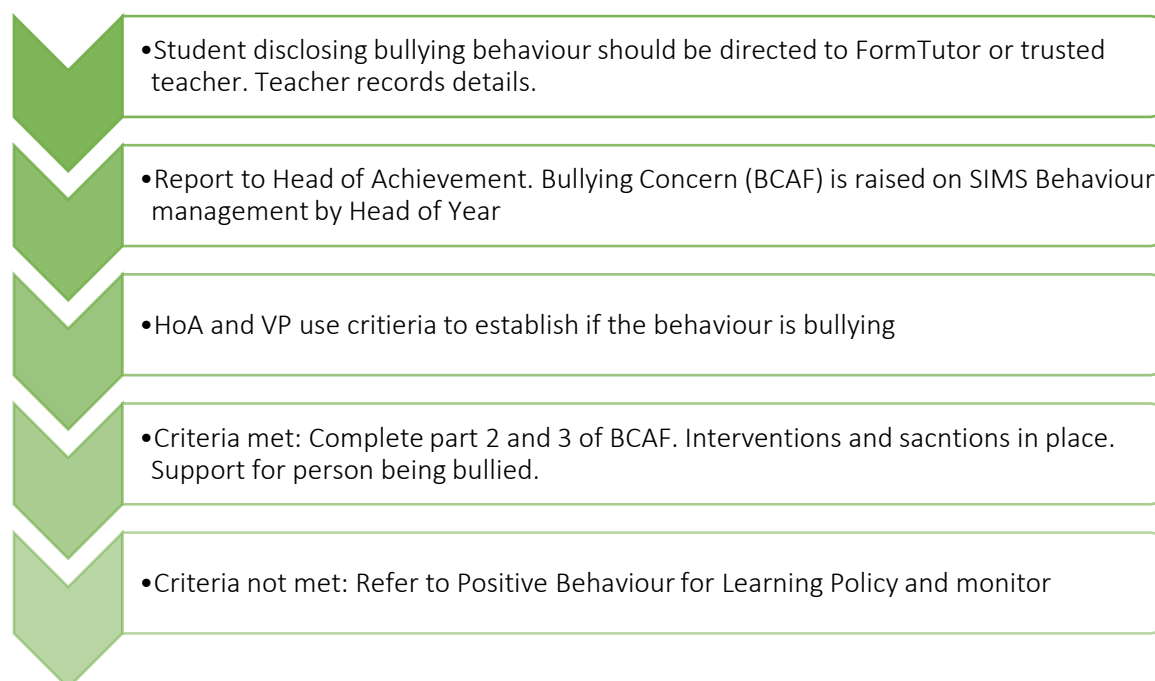 •Student disclosing bullying behaviour should be directed to FormTutor or trusted
teacher. Teacher records details.
•Report to Head of Achievement. Bullying Concern (BCAF) is raised on SIMS Behaviour
management by Head of Year
•HoA and VP use critieria to establish if the behaviour is bullying
•Criteria met: Complete part 2 and 3 of BCAF. Interventions and sacntions in place.
Support for person being bullied.
•Criteria not met: Refer to Positive Behaviour for Learning Policy and monitor